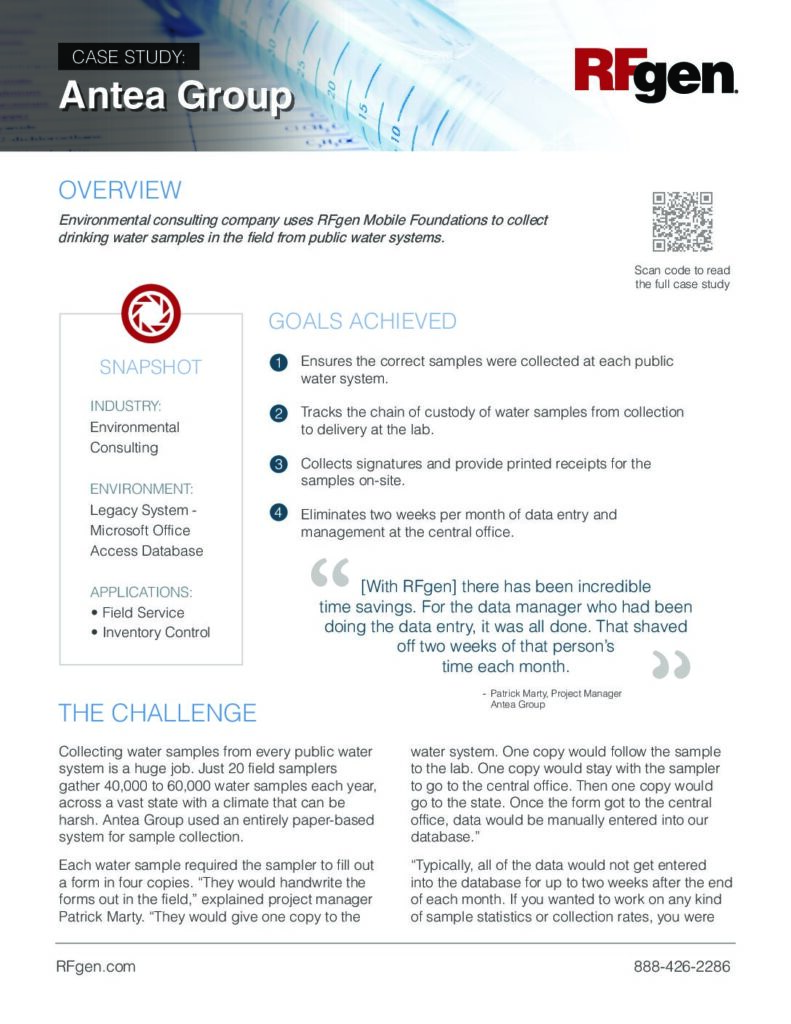 CASE STUDY:
Antea Group
RFgen.
20
15
10
OVERVIEW
Environmental consulting company uses RFgen Mobile Foundations to collect
drinking water samples in the field from public water systems.
Scan code to read
the full case study
SNAPSHOT
INDUSTRY:
Environmental
Consulting
ENVIRONMENT:
Legacy System -
Microsoft Office
Access Database
APPLICATIONS:
• Field Service
• Inventory Control
GOALS ACHIEVED
1 Ensures the correct samples were collected at each public
water system.
2 Tracks the chain of custody of water samples from collection
to delivery at the lab.
3 Collects signatures and provide printed receipts for the
samples on-site.
4 Eliminates two weeks per month of data entry and
management at the central office.
“ [With RFgen] there has been incredible
time savings. For the data manager who had been
doing the data entry, it was all done. That shaved
off two weeks of that person’s
time each month. ”
- Patrick Marty, Project Manager
Antea Group
THE CHALLENGE
Collecting water samples from every public water
system is a huge job. Just 20 field samplers
gather 40,000 to 60,000 water samples each year,
across a vast state with a climate that can be
harsh. Antea Group used an entirely paper-based
system for sample collection.
Each water sample required the sampler to fill out
a form in four copies. “They would handwrite the
forms out in the field,” explained project manager
Patrick Marty. “They would give one copy to the
water system. One copy would follow the sample
to the lab. One copy would stay with the sampler
to go to the central office. Then one copy would
go to the state. Once the form got to the central
office, data would be manually entered into our
database.”
“Typically, all of the data would not get entered
into the database for up to two weeks after the end
of each month. If you wanted to work on any kind
of sample statistics or collection rates, you were
RFgen.com
888-426-2286